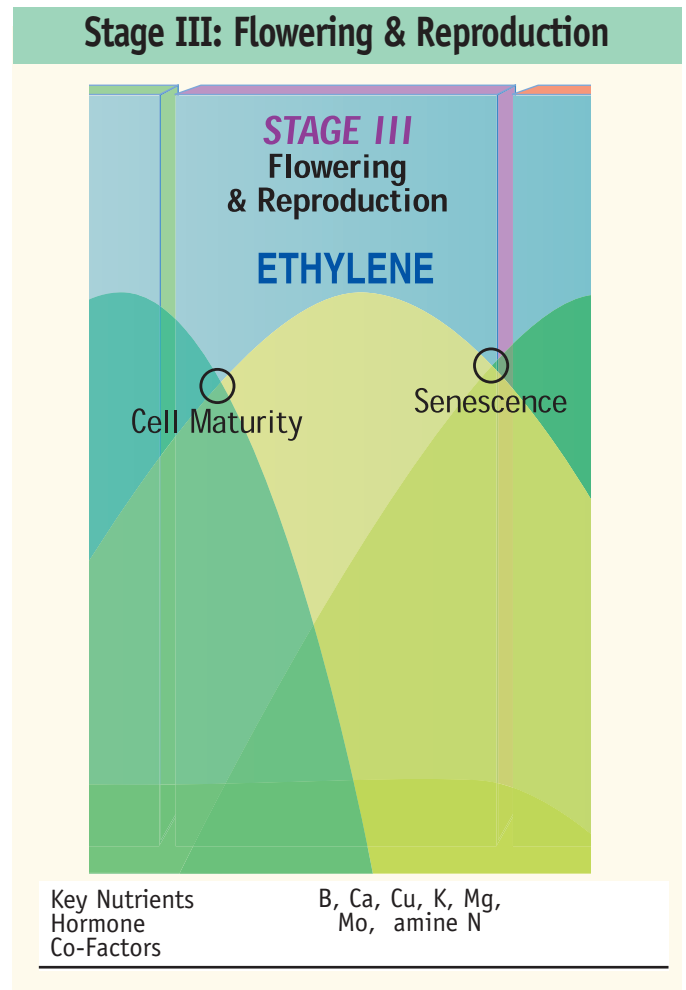 Stage III: Flowering & Reproduction
STAGE III
Flowering
& Reproduction
ETHYLENE
Cell Maturity
Senescence
Key Nutrients
Hormone
Co-Factors
B, Ca, Cu, K, Mg,
Mo, amine N